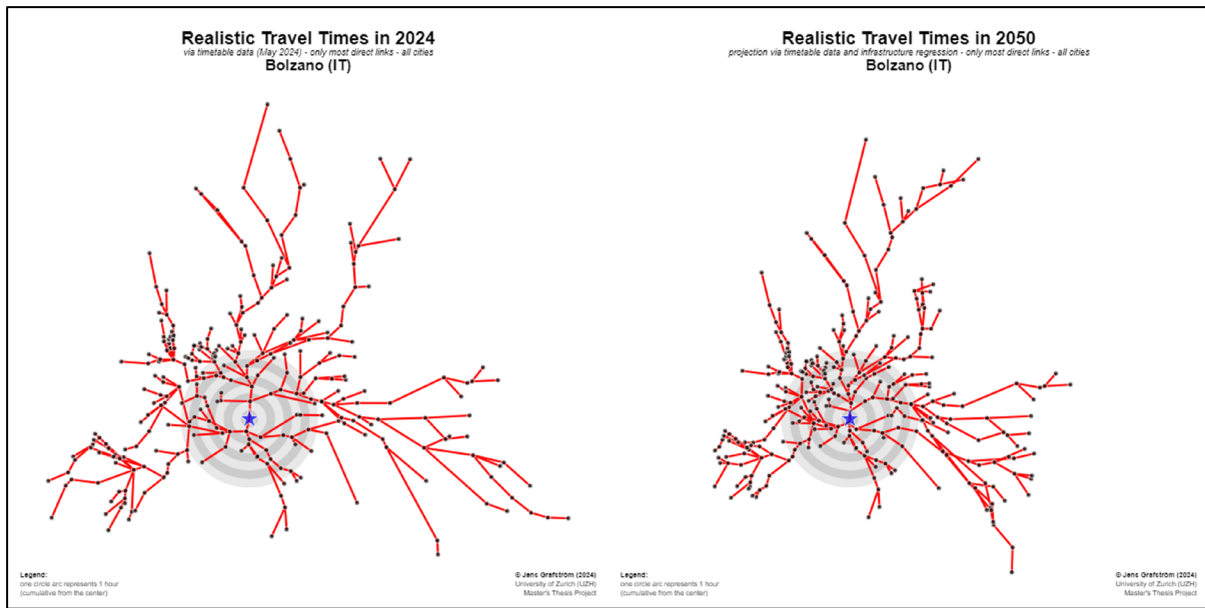 Realistic Travel Times in 2024
via timetable data (May 2024) - only most direct links - all cities
Bolzano (IT)
Legend:
one circle arc represents 1 hour
(cumulative from the center)
© Jens Grafström (2024)
University of Zurich (UZH)
Master's Thesis Project
Realistic Travel Times in 2050
projection via timetable data and infrastructure regression - only most direct links - all cities
Bolzano (IT)
Legend:
one circle arc represents 1 hour
(cumulative from the center)
© Jens Grafström (2024)
University of Zurich (UZH)
Master's Thesis Project